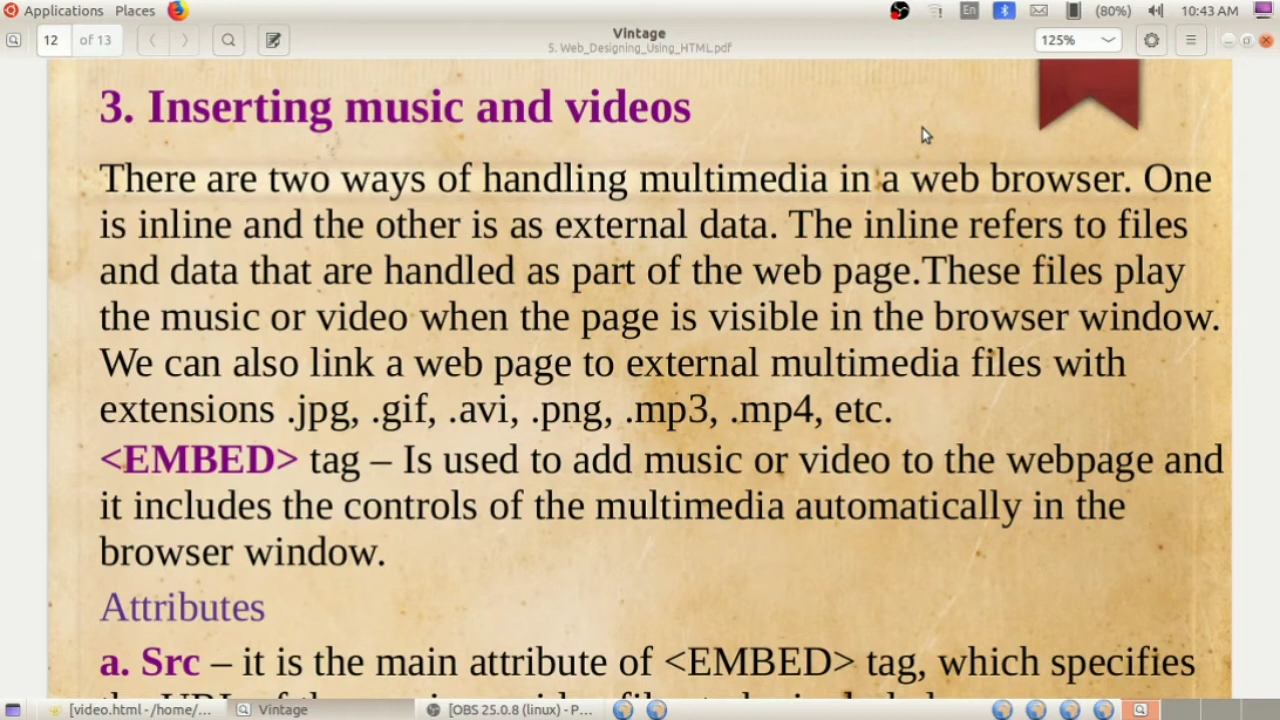 Applications Places En (80%) 10:43 AM
12 of 13 Vintage 125%
5. Web_Designing_Using_HTML.pdf
3. Inserting music and videos
There are two ways of handling multimedia in a web browser. One
is inline and the other is as external data. The inline refers to files
and data that are handled as part of the web page.These files play
the music or video when the page is visible in the browser window.
We can also link a web page to external multimedia files with
extensions .jpg, .gif, .avi, .png, .mp3, .mp4, etc.
<EMBED> tag – Is used to add music or video to the webpage and
it includes the controls of the multimedia automatically in the
browser window.
Attributes
a. Src – it is the main attribute of <EMBED> tag, which specifies
[video.html - /home/... Vintage [OBS 25.0.8 (linux) - P...